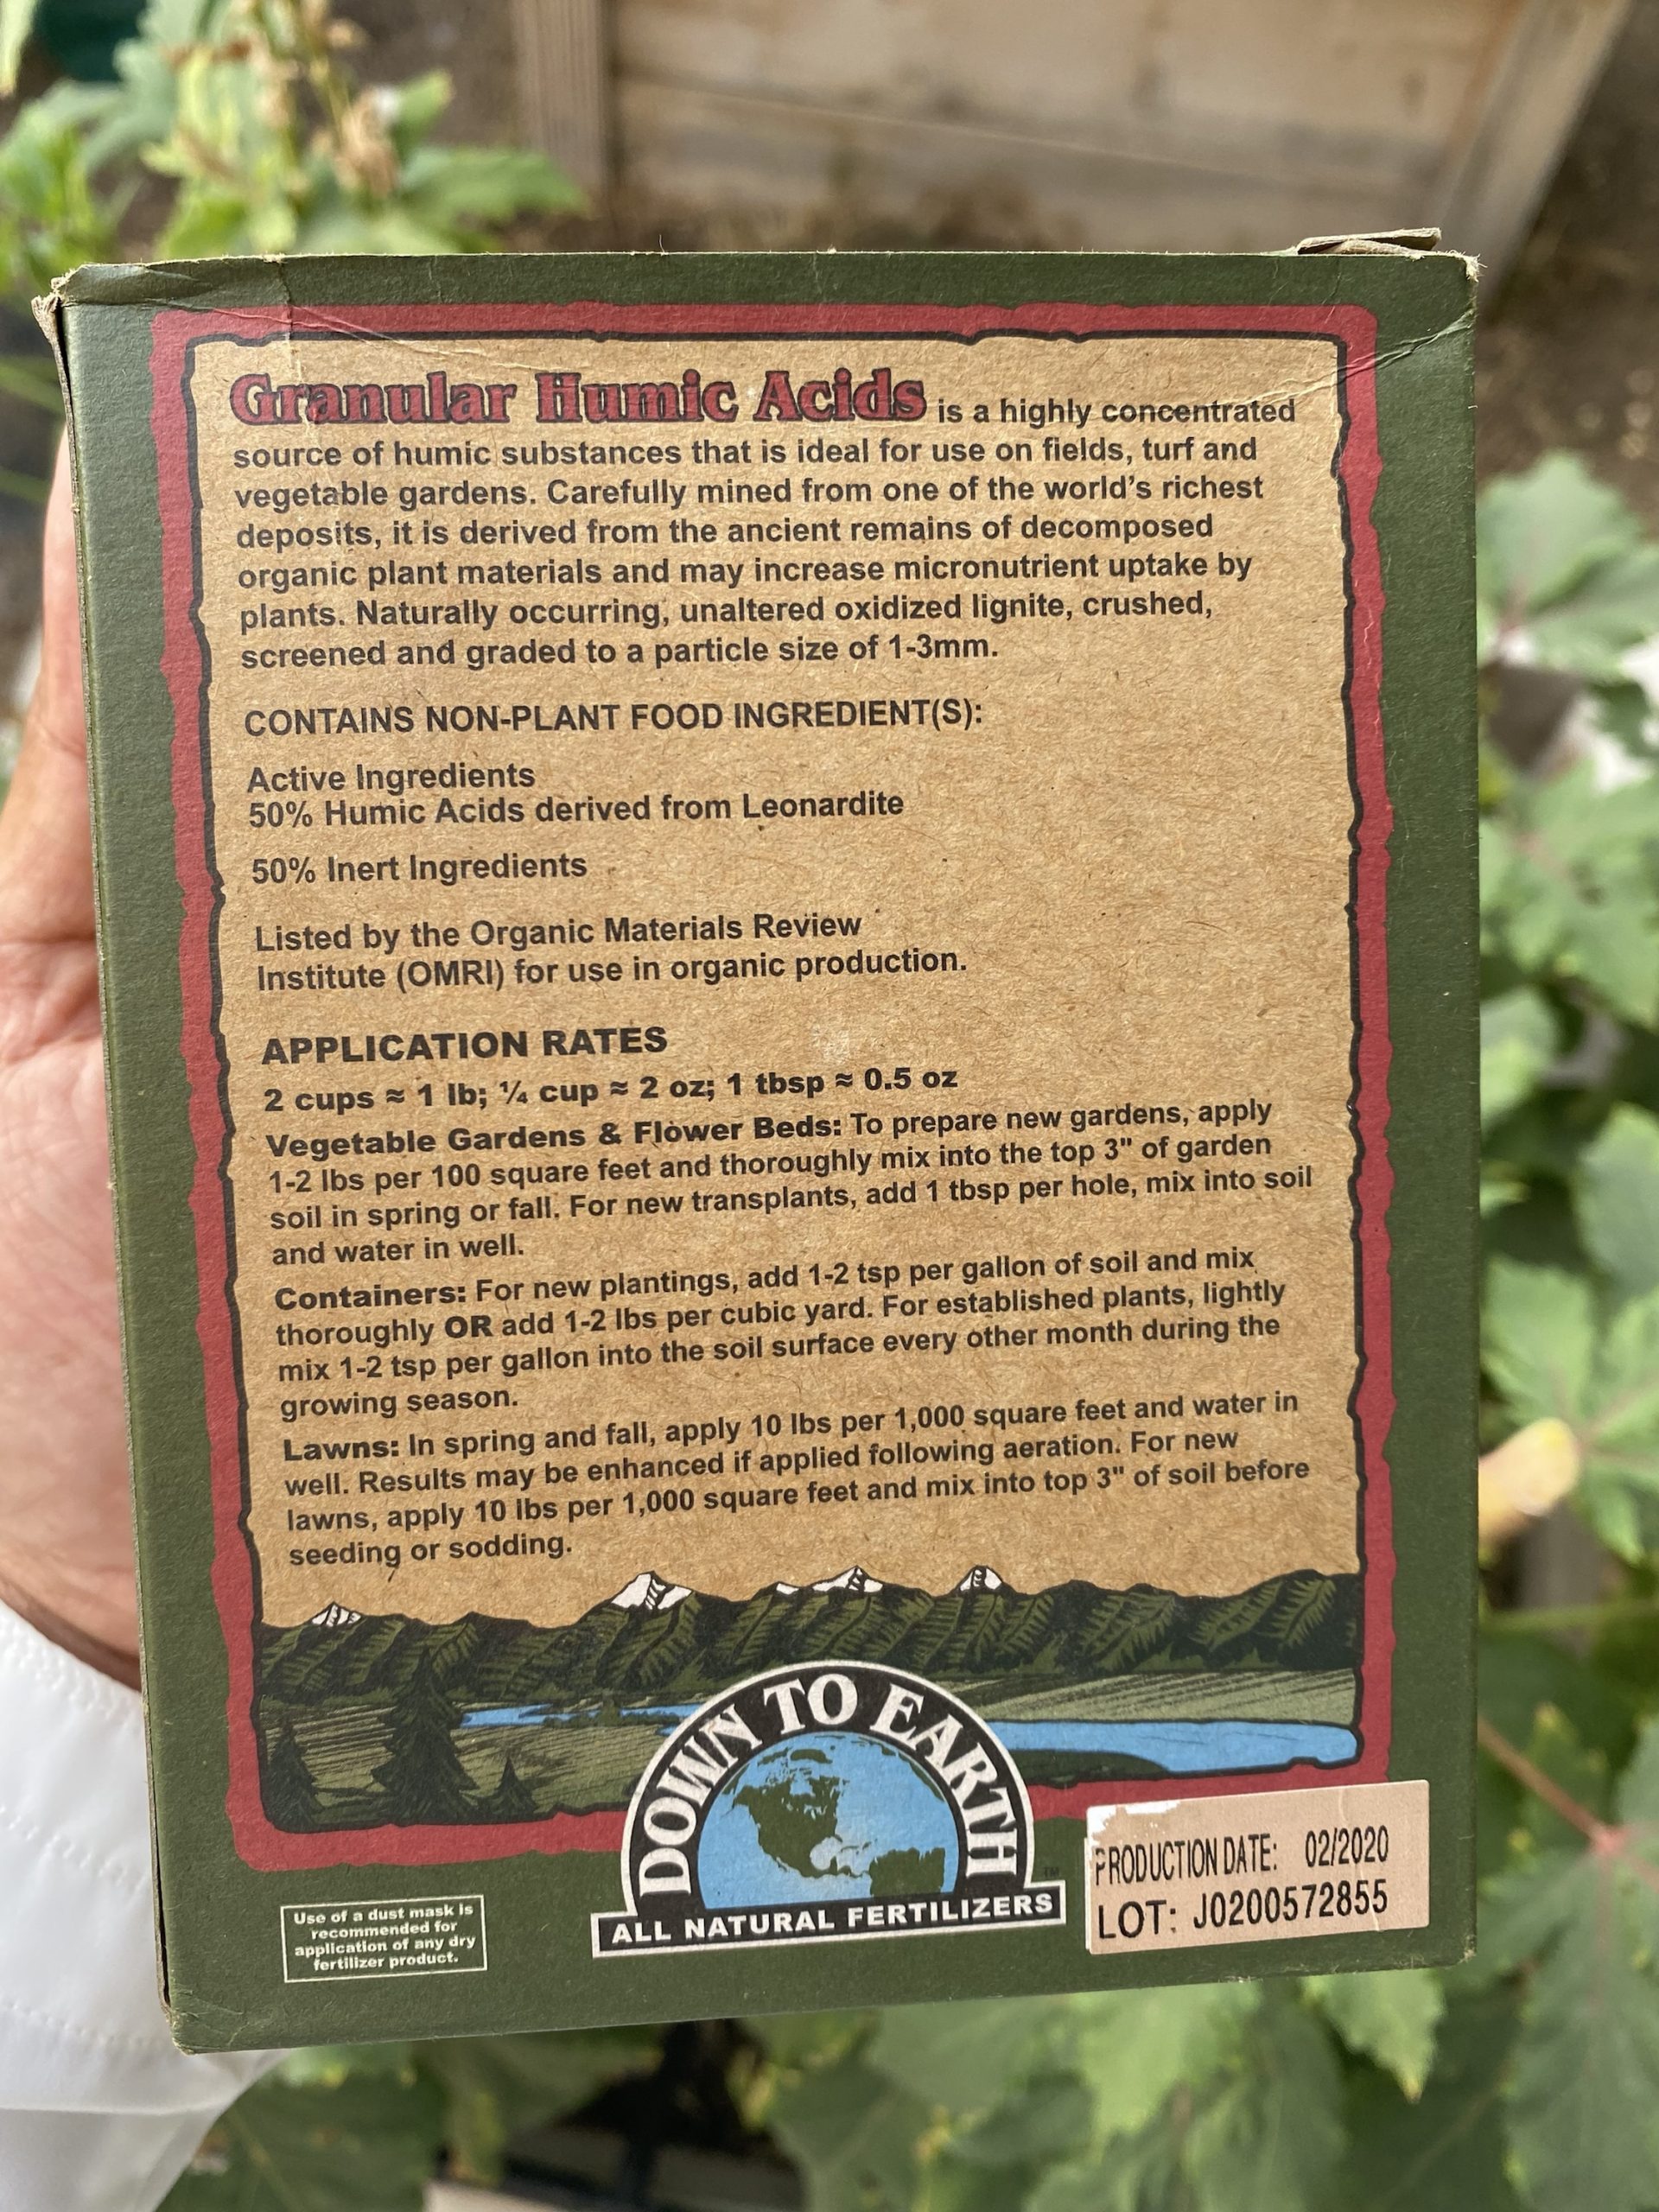 Granular Humic Acids is a highly concentrated
source of humic substances that is ideal for use on fields, turf and
vegetable gardens. Carefully mined from one of the world's richest
deposits, it is derived from the ancient remains of decomposed
organic plant materials and may increase micronutrient uptake by
plants. Naturally occurring, unaltered oxidized lignite, crushed,
screened and graded to a particle size of 1-3mm.
CONTAINS NON-PLANT FOOD INGREDIENT(S):
Active Ingredients
50% Humic Acids derived from Leonardite
50% Inert Ingredients
Listed by the Organic Materials Review
Institute (OMRI) for use in organic production.
APPLICATION RATES
2 cups ≈ 1 lb; ¼ cup ≈ 2 oz; 1 tbsp ≈ 0.5 oz
Vegetable Gardens & Flower Beds: To prepare new gardens, apply
1-2 lbs per 100 square feet and thoroughly mix into the top 3" of garden
soil in spring or fall. For new transplants, add 1 tbsp per hole, mix into soil
and water in well.
Containers: For new plantings, add 1-2 tsp per gallon of soil and mix
thoroughly OR add 1-2 lbs per cubic yard. For established plants, lightly
mix 1-2 tsp per gallon into the soil surface every other month during the
growing season.
Lawns: In spring and fall, apply 10 lbs per 1,000 square feet and water in
well. Results may be enhanced if applied following aeration. For new
lawns, apply 10 lbs per 1,000 square feet and mix into top 3" of soil before
seeding or sodding.
DOWN TO EARTH
TM
ALL NATURAL FERTILIZERS
Use of a dust mask is
recommended for
application of any dry
fertilizer product.
PRODUCTION DATE: 02/2020
LOT: J0200572855